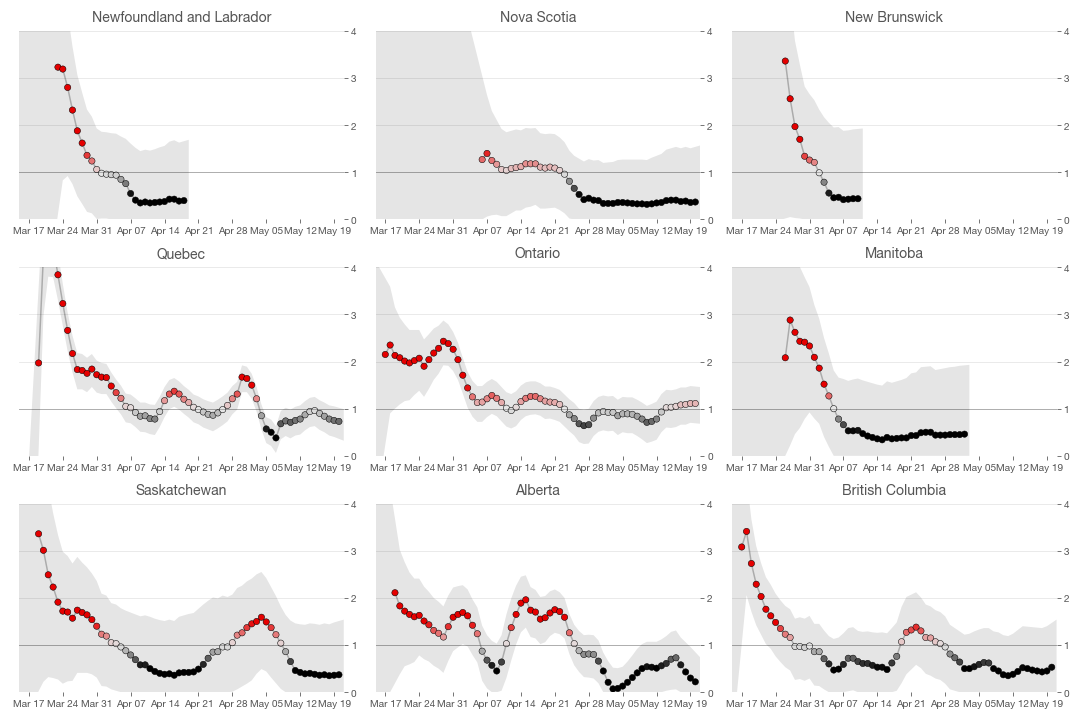 Newfoundland and Labrador Nova Scotia New Brunswick
4 4 4
3 3 3
2 2 2
1 1 1
0 0 0
Mar 17 Mar 24 Mar 31 Apr 07 Apr 14 Apr 21 Apr 28 May 05 May 12 May 19 Mar 17 Mar 24 Mar 31 Apr 07 Apr 14 Apr 21 Apr 28 May 05 May 12 May 19 Mar 17 Mar 24 Mar 31 Apr 07 Apr 14 Apr 21 Apr 28 May 05 May 12 May 19
Quebec Ontario Manitoba
4 4 4
3 3 3
2 2 2
1 1 1
0 0 0
Mar 17 Mar 24 Mar 31 Apr 07 Apr 14 Apr 21 Apr 28 May 05 May 12 May 19 Mar 17 Mar 24 Mar 31 Apr 07 Apr 14 Apr 21 Apr 28 May 05 May 12 May 19 Mar 17 Mar 24 Mar 31 Apr 07 Apr 14 Apr 21 Apr 28 May 05 May 12 May 19
Saskatchewan Alberta British Columbia
4 4 4
3 3 3
2 2 2
1 1 1
0 0 0
Mar 17 Mar 24 Mar 31 Apr 07 Apr 14 Apr 21 Apr 28 May 05 May 12 May 19 Mar 17 Mar 24 Mar 31 Apr 07 Apr 14 Apr 21 Apr 28 May 05 May 12 May 19 Mar 17 Mar 24 Mar 31 Apr 07 Apr 14 Apr 21 Apr 28 May 05 May 12 May 19